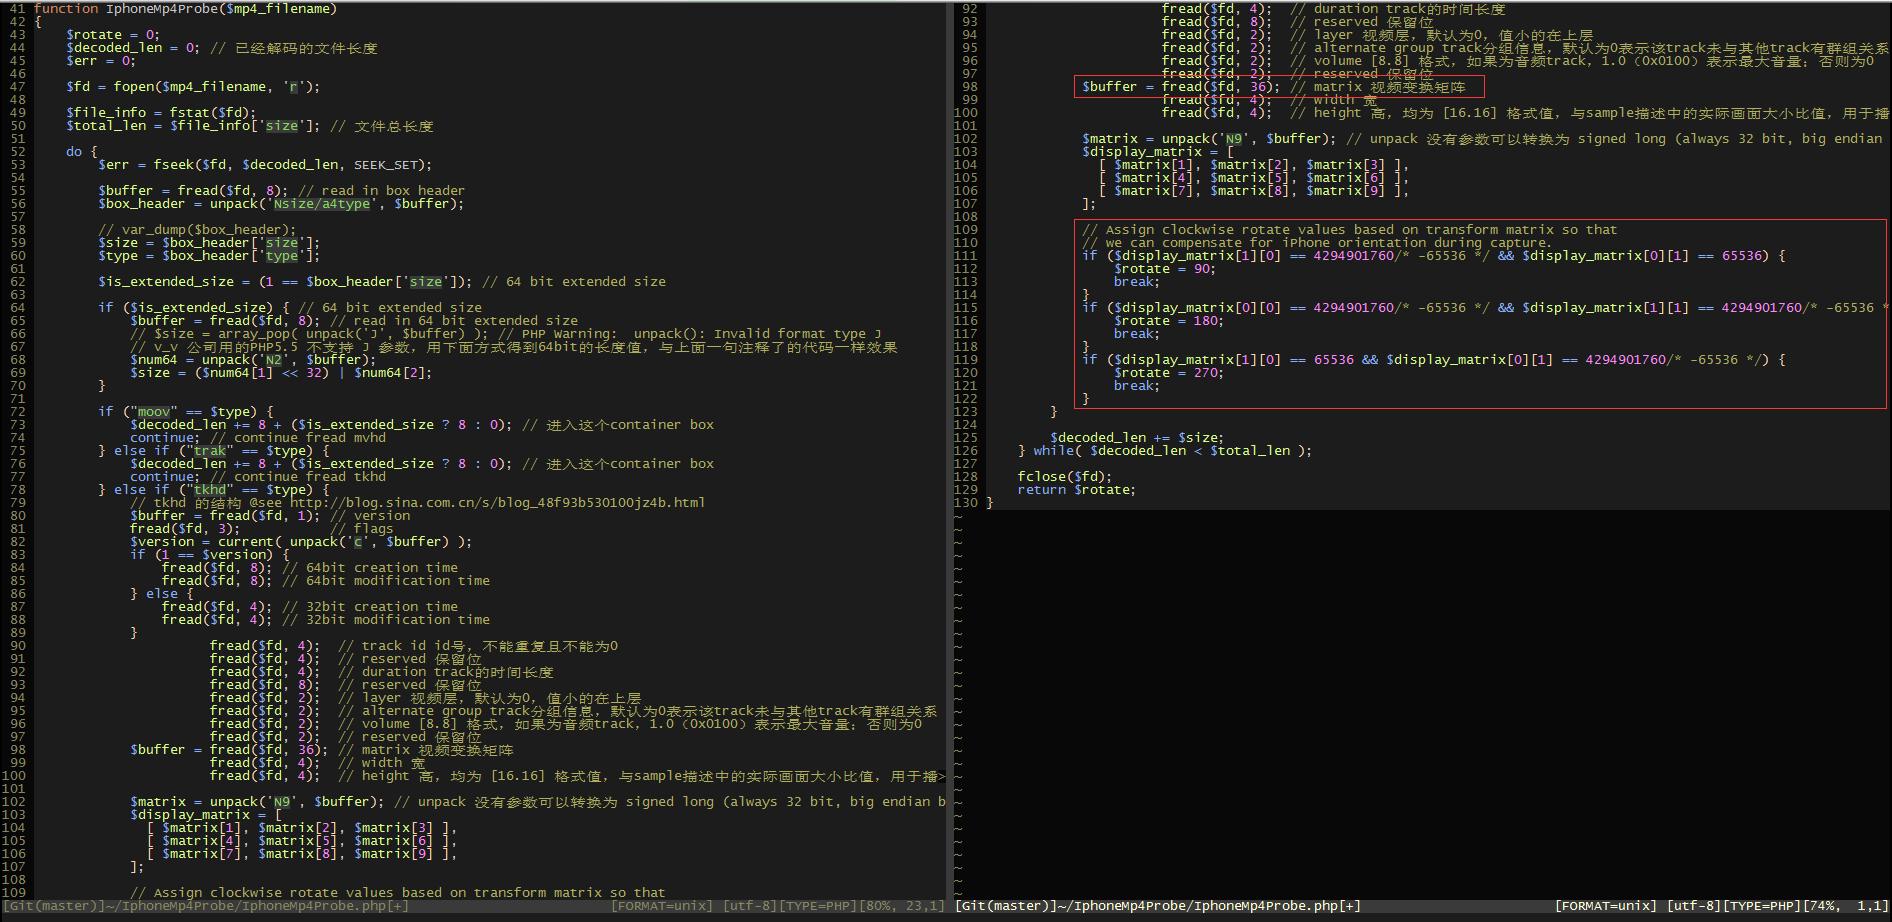 41 function IphoneMp4Probe($mp4_filename)
42 {
43     $rotate = 0;
44     $decoded_len = 0; // 已经解码的文件长度
45     $err = 0;
46
47     $fd = fopen($mp4_filename, 'r');
48
49     $file_info = fstat($fd);
50     $total_len = $file_info['size']; // 文件总长度
51
52     do {
53         $err = fseek($fd, $decoded_len, SEEK_SET);
54
55         $buffer = fread($fd, 8); // read in box header
56         $box_header = unpack('Nsize/a4type', $buffer);
57
58         // var_dump($box_header);
59         $size = $box_header['size'];
60         $type = $box_header['type'];
61
62         $is_extended_size = (1 == $box_header['size']); // 64 bit extended size
63
64         if ($is_extended_size) { // 64 bit extended size
65             $buffer = fread($fd, 8); // read in 64 bit extended size
66             // $size = array_pop( unpack('J', $buffer) ); // PHP Warning:  unpack(): Invalid format type J
67             // v_v 公司用的PHP5.5 不支持 J 参数，用下面方式得到64bit的长度值，与上面一句注释了的代码一样效果
68             $num64 = unpack('N2', $buffer);
69             $size = ($num64[1] << 32) | $num64[2];
70         }
71
72         if ("moov" == $type) {
73             $decoded_len += 8 + ($is_extended_size ? 8 : 0); // 进入这个container box
74             continue; // continue fread mvhd
75         } else if ("trak" == $type) {
76             $decoded_len += 8 + ($is_extended_size ? 8 : 0); // 进入这个container box
77             continue; // continue fread tkhd
78         } else if ("tkhd" == $type) {
79             // tkhd 的结构 @see http://blog.sina.com.cn/s/blog_48f93b530100jz4b.html
80             $buffer = fread($fd, 1); // version
81             fread($fd, 3);           // flags
82             $version = current( unpack('c', $buffer) );
83             if (1 == $version) {
84                 fread($fd, 8); // 64bit creation time
85                 fread($fd, 8); // 64bit modification time
86             } else {
87                 fread($fd, 4); // 32bit creation time
88                 fread($fd, 4); // 32bit modification time
89             }
90                       fread($fd, 4);  // track id id号，不能重复且不能为0
91                       fread($fd, 4);  // reserved 保留位
92                       fread($fd, 4);  // duration track的时间长度
93                       fread($fd, 8);  // reserved 保留位
94                       fread($fd, 2);  // layer 视频层，默认为0，值小的在上层
95                       fread($fd, 2);  // alternate group track分组信息，默认为0表示该track未与其他track有群组关系
96                       fread($fd, 2);  // volume [8.8] 格式，如果为音频track，1.0（0x0100）表示最大音量；否则为0
97                       fread($fd, 2);  // reserved 保留位
98             $buffer = fread($fd, 36); // matrix 视频变换矩阵
99                       fread($fd, 4);  // width 宽
100                       fread($fd, 4);  // height 高，均为 [16.16] 格式值，与sample描述中的实际画面大小比值，用于播>
101
102             $matrix = unpack('N9', $buffer); // unpack 没有参数可以转换为 signed long (always 32 bit, big endian b
103             $display_matrix = [
104               [ $matrix[1], $matrix[2], $matrix[3] ],
105               [ $matrix[4], $matrix[5], $matrix[6] ],
106               [ $matrix[7], $matrix[8], $matrix[9] ],
107             ];
108
109             // Assign clockwise rotate values based on transform matrix so that
[Git(master)]~/IphoneMp4Probe/IphoneMp4Probe.php[+] [FORMAT=unix] [utf-8][TYPE=PHP][80%, 23,1]
92                       fread($fd, 4);  // duration track的时间长度
93                       fread($fd, 8);  // reserved 保留位
94                       fread($fd, 2);  // layer 视频层，默认为0，值小的在上层
95                       fread($fd, 2);  // alternate group track分组信息，默认为0表示该track未与其他track有群组关系
96                       fread($fd, 2);  // volume [8.8] 格式，如果为音频track，1.0（0x0100）表示最大音量；否则为0
97                       fread($fd, 2);  // reserved 保留位
98             $buffer = fread($fd, 36); // matrix 视频变换矩阵
99                       fread($fd, 4);  // width 宽
100                       fread($fd, 4);  // height 高，均为 [16.16] 格式值，与sample描述中的实际画面大小比值，用于播
101
102             $matrix = unpack('N9', $buffer); // unpack 没有参数可以转换为 signed long (always 32 bit, big endian
103             $display_matrix = [
104               [ $matrix[1], $matrix[2], $matrix[3] ],
105               [ $matrix[4], $matrix[5], $matrix[6] ],
106               [ $matrix[7], $matrix[8], $matrix[9] ],
107             ];
108
109             // Assign clockwise rotate values based on transform matrix so that
110             // we can compensate for iPhone orientation during capture.
111             if ($display_matrix[1][0] == 4294901760/* -65536 */ && $display_matrix[0][1] == 65536) {
112                 $rotate = 90;
113                 break;
114             }
115             if ($display_matrix[0][0] == 4294901760/* -65536 */ && $display_matrix[1][1] == 4294901760/* -65536 *
116                 $rotate = 180;
117                 break;
118             }
119             if ($display_matrix[1][0] == 65536 && $display_matrix[0][1] == 4294901760/* -65536 */) {
120                 $rotate = 270;
121                 break;
122             }
123         }
124
125         $decoded_len += $size;
126     } while( $decoded_len < $total_len );
127
128     fclose($fd);
129     return $rotate;
130 }
[Git(master)]~/IphoneMp4Probe/IphoneMp4Probe.php[+] [FORMAT=unix] [utf-8][TYPE=PHP][74%,  1,1]